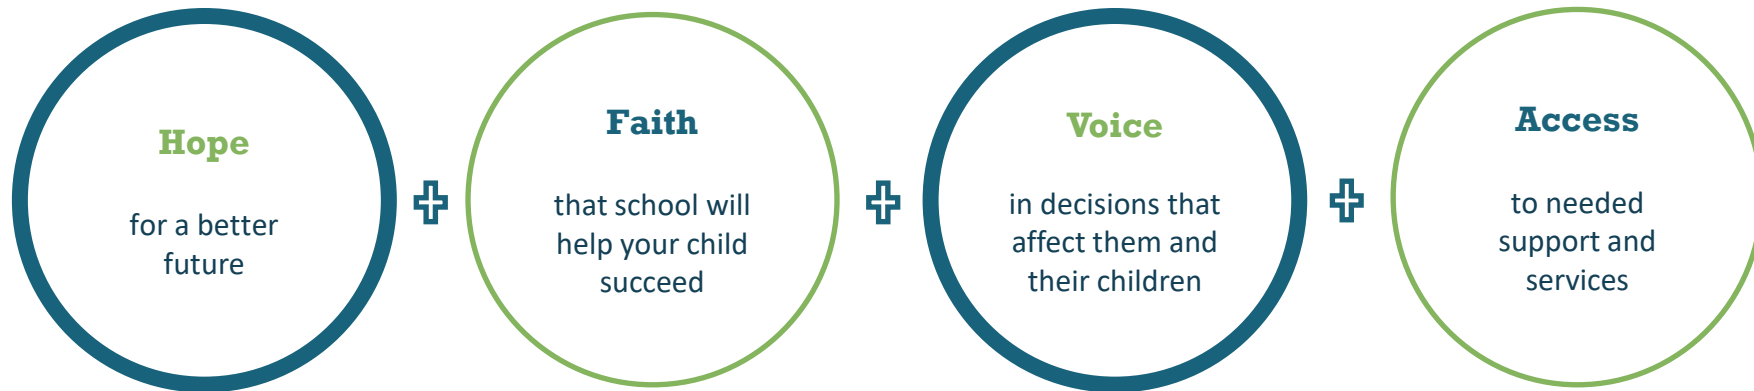 Hope
for a better
future
Faith
that school will
help your child
succeed
Voice
in decisions that
affect them and
their children
Access
to needed
support and
services